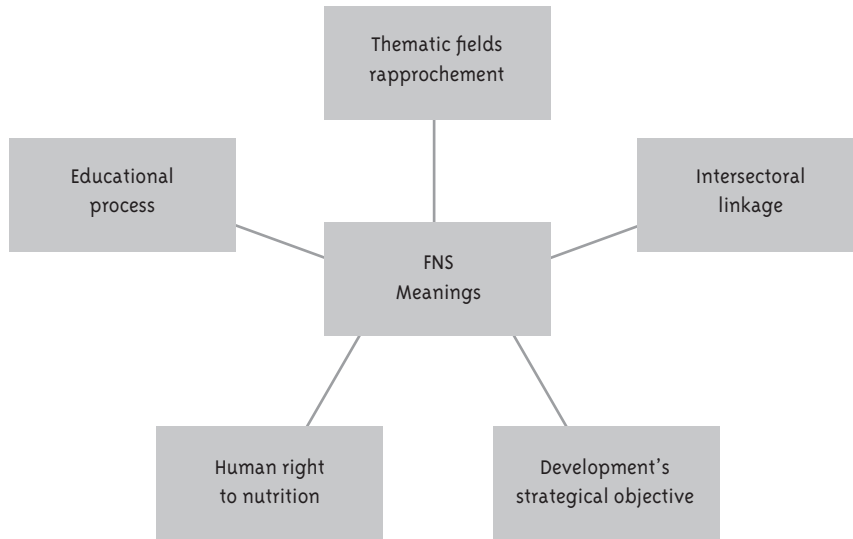 Thematic fields
rapprochement
Educational
process
Intersectoral
linkage
FNS
Meanings
Human right
to nutrition
Development's
strategical objective